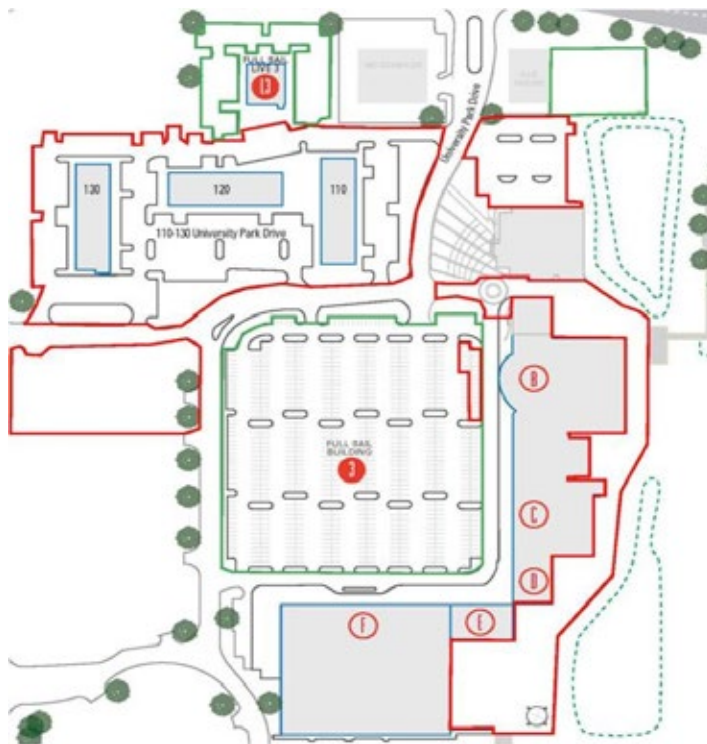 FULL SAIL
LIVE 3
13
University Park Drive
130
120
110
110-130 University Park Drive
B
FULL SAIL
BUILDING
3
C
D
F
E